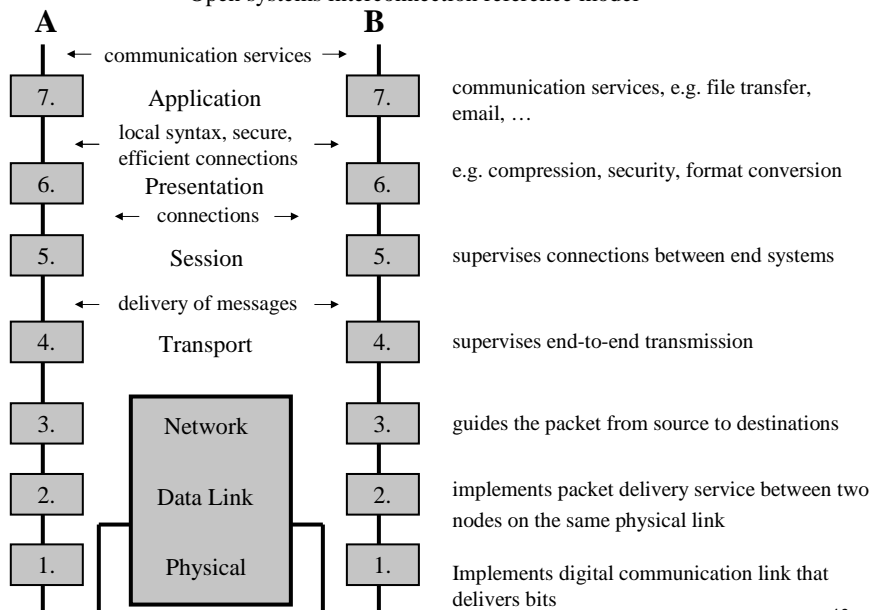 Open systems interconnection reference model
A B
← communication services →
7. Application 7. communication services, e.g. file transfer,
email, …
← local syntax, secure, →
efficient connections
6. Presentation 6. e.g. compression, security, format conversion
← connections →
5. Session 5. supervises connections between end systems
← delivery of messages →
4. Transport 4. supervises end-to-end transmission
3. Network 3. guides the packet from source to destinations
2. Data Link 2. implements packet delivery service between two
nodes on the same physical link
1. Physical 1. Implements digital communication link that
delivers bits